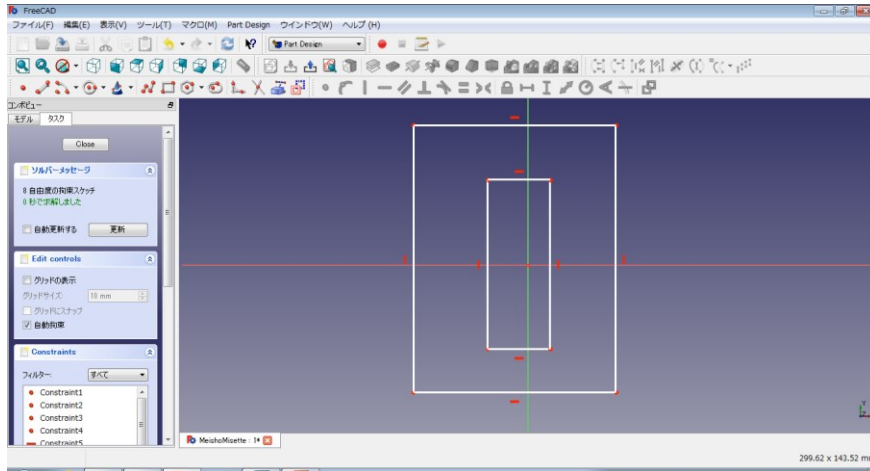 FreeCAD
ファイル(F) 編集(E) 表示(V) ツール(T) マクロ(M) Part Design ウインドウ(W) ヘルプ(H)
Part Design
コンボビュー
モデル タスク
Close
ソルバーメッセージ
8 自由度の拘束スケッチ
0 秒で求解しました
自動更新する 更新
Edit controls
グリッドの表示
グリッドサイズ: 10 mm
グリッドにスナップ
自動拘束
Constraints
フィルター: すべて
Constraint1
Constraint2
Constraint3
Constraint4
Constraint5
MeishoMisette : 1*
Y
299.62 x 143.52 mm